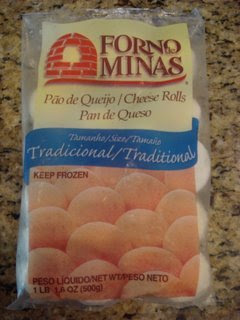 FORNO
DE
MINAS
Pão de Queijo / Cheese Rolls
Pan de Queso
Tamanho/Size/Tamaño
Tradicional/Traditional
KEEP FROZEN
PESO LÍQUIDO/NET WT/PESO NETO
1 LB 1,6 OZ (500g)